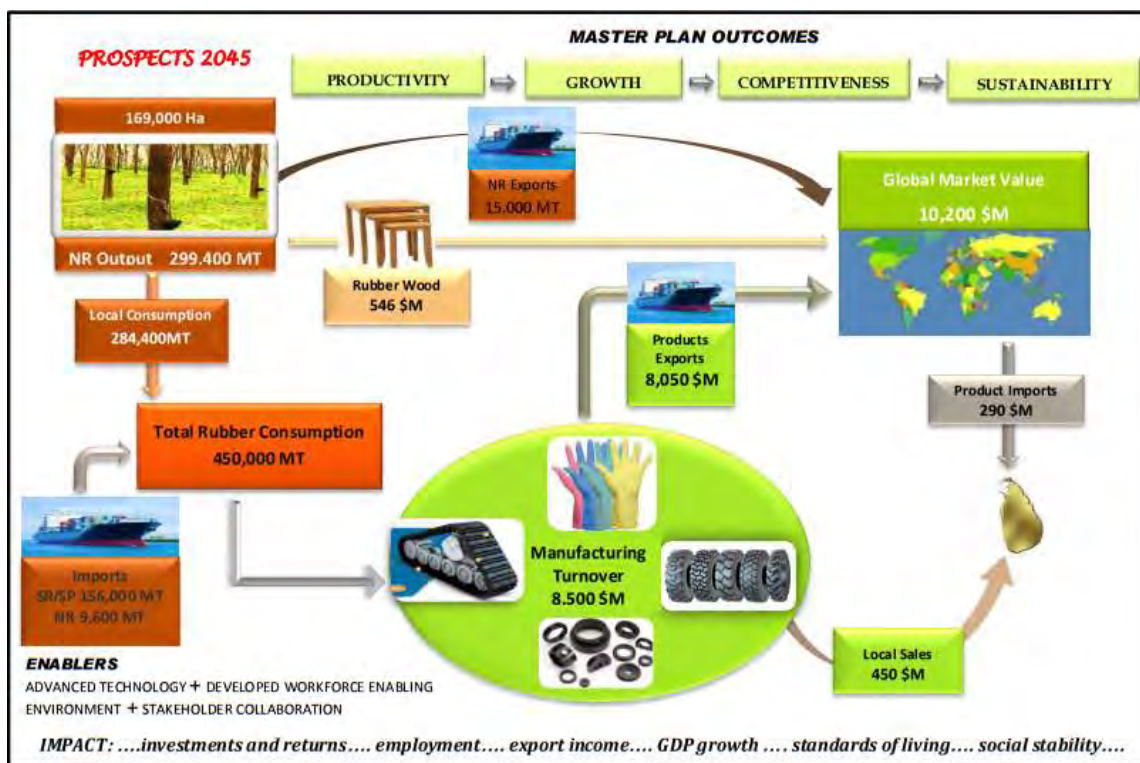 PROSPECTS 2045
MASTER PLAN OUTCOMES
PRODUCTIVITY
GROWTH
COMPETITIVENESS
SUSTAINABILITY
169,000 Ha
NR Output 299,400 MT
NR Exports
15,000 MT
Global Market Value
10,200 $M
Rubber Wood
546 $M
Local Consumption
284,400MT
Products
Exports
8,050 $M
Product Imports
290 $M
Total Rubber Consumption
450,000 MT
Imports
SR/SP 156,000 MT
NR 9,600 MT
Manufacturing
Turnover
8.500 $M
Local Sales
450 $M
ENABLERS
ADVANCED TECHNOLOGY + DEVELOPED WORKFORCE ENABLING
ENVIRONMENT + STAKEHOLDER COLLABORATION
IMPACT: ....investments and returns.... employment.... export income.... GDP growth .... standards of living.... social stability....